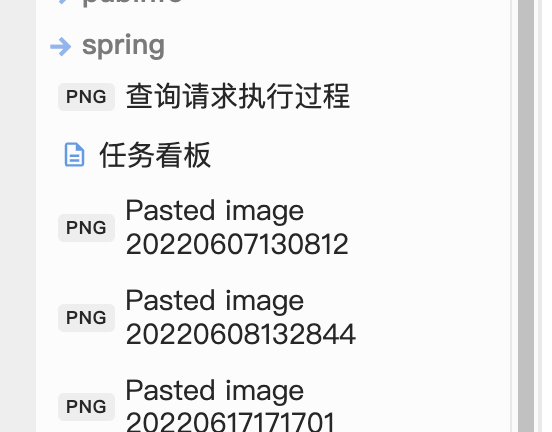 pubinfo
spring
PNG 查询请求执行过程
任务看板
Pasted image
PNG
20220607130812
Pasted image
PNG
20220608132844
Pasted image
PNG
20220617171701